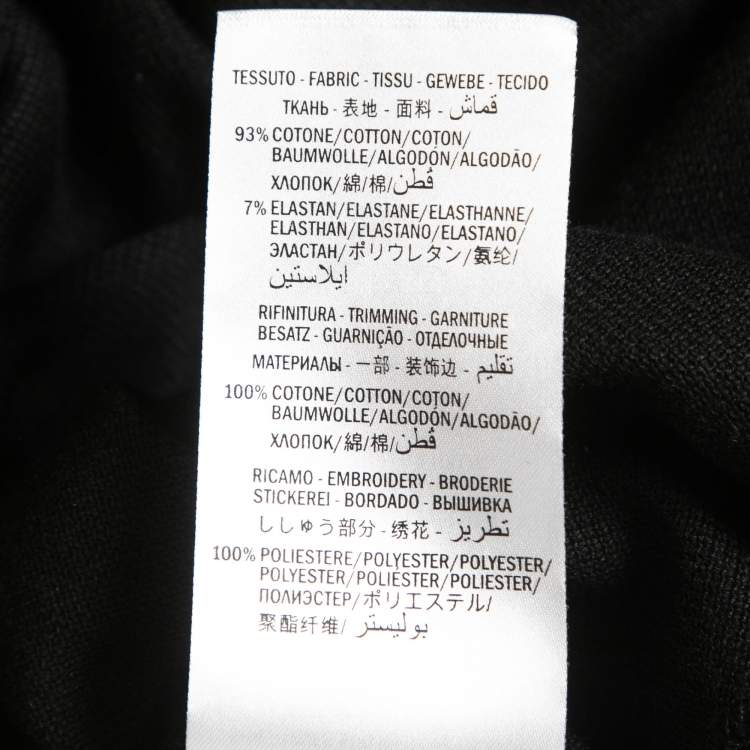 TESSUTO - FABRIC - TISSU - GEWEBE - TECIDO
ТКАНЬ - 表地 - 面料 - قماش
93% COTONE/COTTON/COTON/
BAUMWOLLE/ALGODÓN/ALGODÃO/
ХЛОПОК/綿/棉/قُطن
7% ELASTAN/ELASTANE/ELASTHANNE/
ELASTHAN/ELASTANO/ELASTANO/
ЭЛАСТАН/ポリウレタン/氨纶/
ايلاستين
RIFINITURA - TRIMMING - GARNITURE
BESATZ - GUARNIÇÃO - ОТДЕЛОЧНЫЕ
МАТЕРИАЛЫ - 一部 - 装饰边 - تقليم
100% COTONE/COTTON/COTON/
BAUMWOLLE/ALGODÓN/ALGODÃO/
ХЛОПОК/綿/棉/قُطن
RICAMO - EMBROIDERY - BRODERIE
STICKEREI - BORDADO - ВЫШИВКА
ししゅう部分 - 绣花 - تطريز
100% POLIESTERE/POLYESTER/POLYESTER/
POLYESTER/POLIÉSTER/POLIÉSTER/
ПОЛИЭСТЕР/ポリエステル/
聚酯纤维/ بوليستر